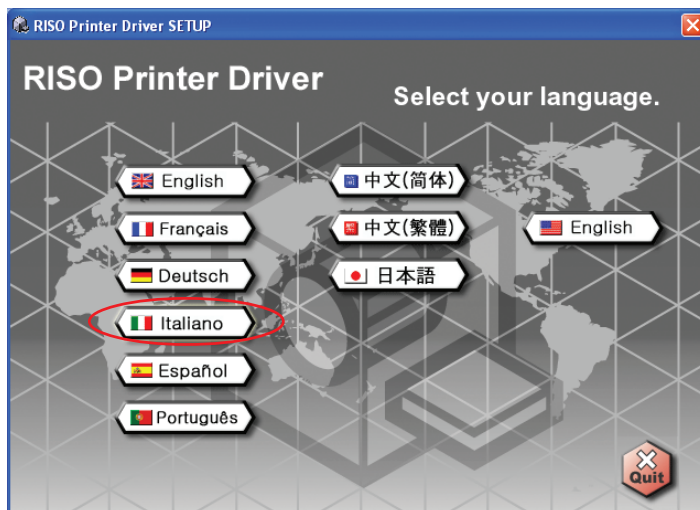 RISO Printer Driver SETUP
RISO Printer Driver
Select your language.
English
Français
Deutsch
Italiano
Español
Português
中文(简体)
中文(繁體)
日本語
English
Quit